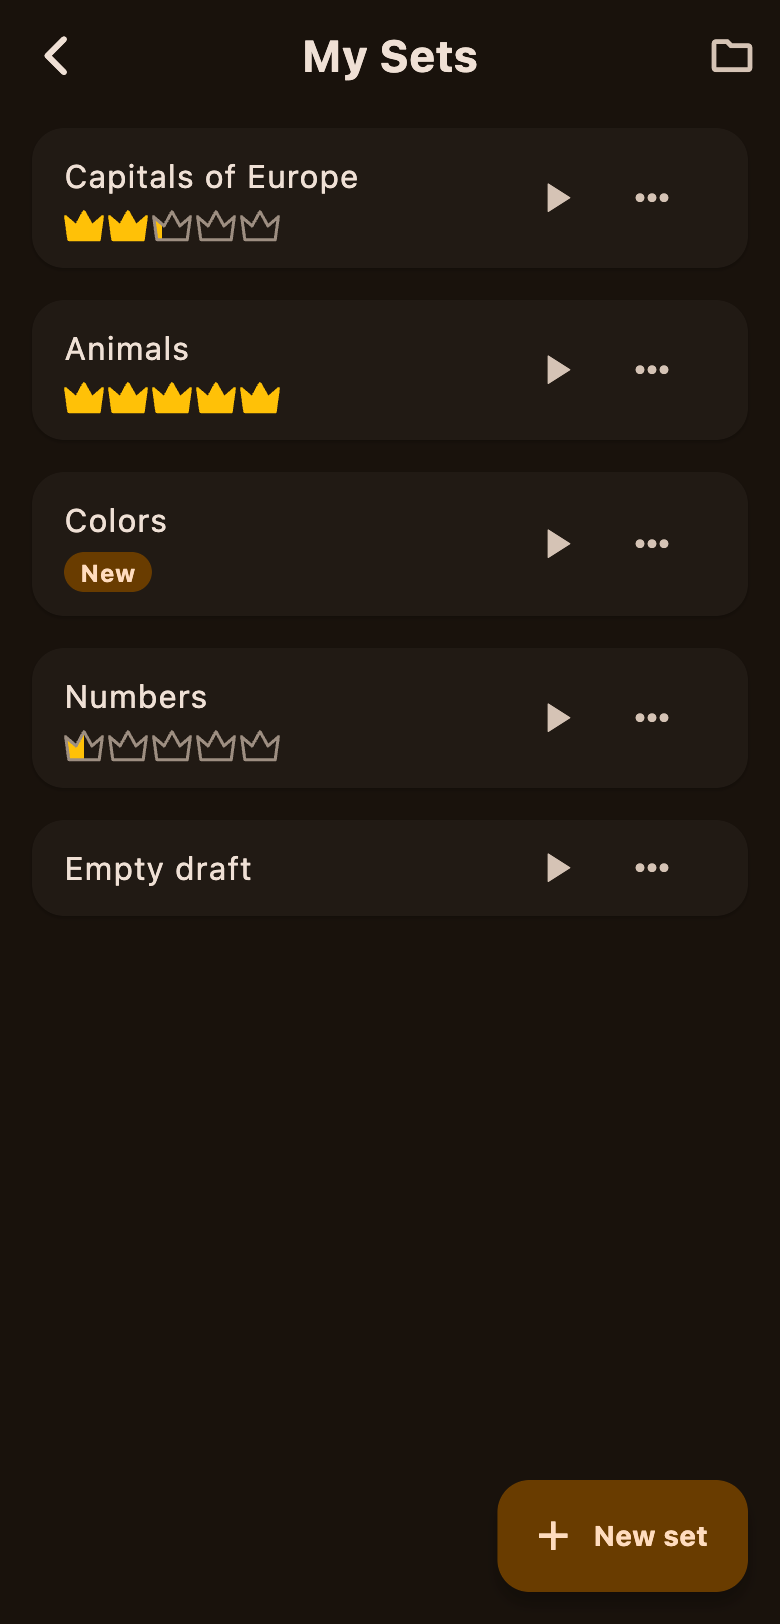 My Sets
Capitals of Europe
Animals
Colors
New
Numbers
Empty draft
New set